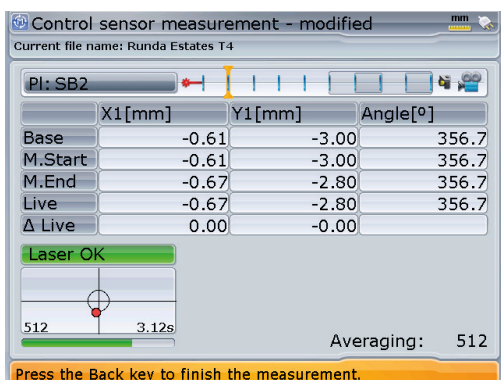 Control sensor measurement - modified mm
Current file name: Runda Estates T4
PI: SB2
X1[mm] Y1[mm] Angle[º]
Base -0.61 -3.00 356.7
M.Start -0.61 -3.00 356.7
M.End -0.67 -2.80 356.7
Live -0.67 -2.80 356.7
Δ Live 0.00 -0.00
Laser OK
512 3.12s
Averaging: 512
Press the Back key to finish the measurement.